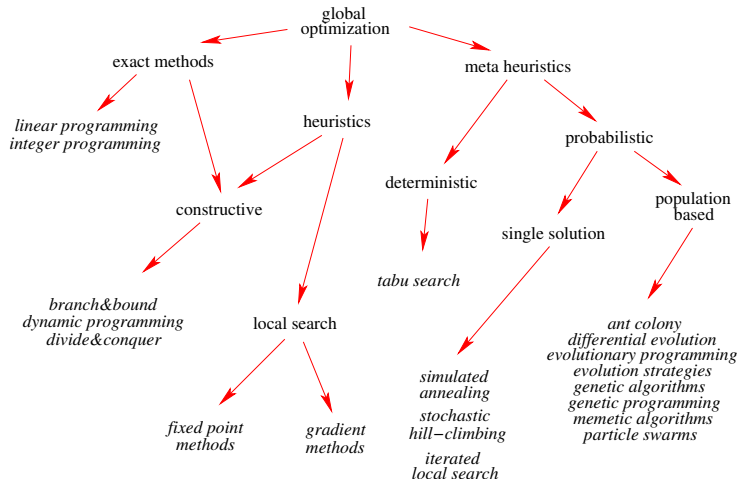 global
optimization
exact methods
meta heuristics
linear programming
integer programming
heuristics
probabilistic
deterministic
constructive
population
based
single solution
tabu search
branch&bound
dynamic programming
divide&conquer
local search
ant colony
differential evolution
evolutionary programming
evolution strategies
genetic algorithms
genetic programming
memetic algorithms
particle swarms
simulated
annealing
stochastic
hill−climbing
iterated
local search
fixed point
methods
gradient
methods